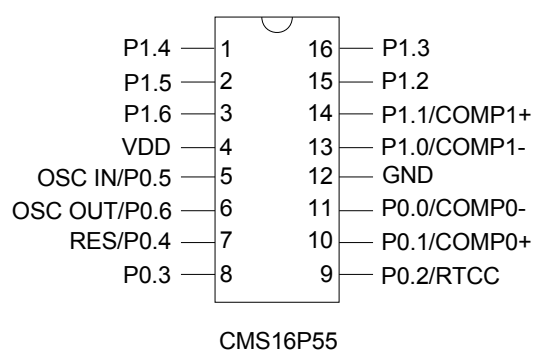 P1.4 1 16 P1.3
P1.5 2 15 P1.2
P1.6 3 14 P1.1/COMP1+
VDD 4 13 P1.0/COMP1-
OSC IN/P0.5 5 12 GND
OSC OUT/P0.6 6 11 P0.0/COMP0-
RES/P0.4 7 10 P0.1/COMP0+
P0.3 8 9 P0.2/RTCC
CMS16P55